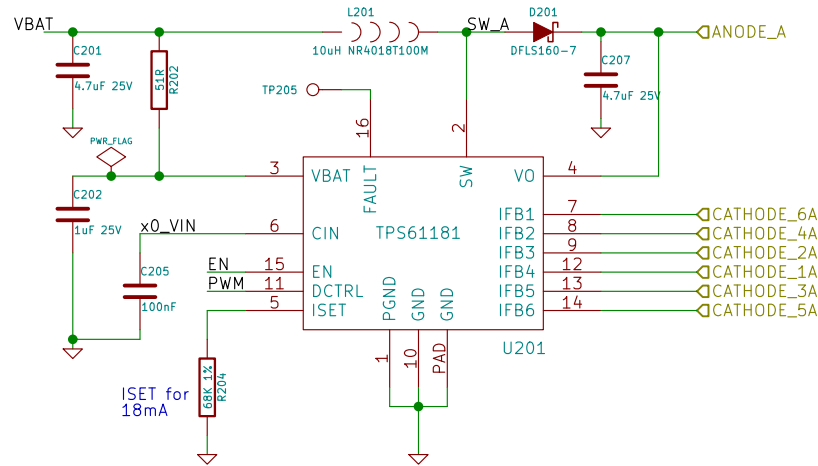 VBAT
L201
SW_A
D201
ANODE_A
10uH NR4018T100M
DFLS160-7
C201
4.7uF 25V
51R
R202
C207
4.7uF 25V
TP205
16
2
PWR_FLAG
3
VBAT
FAULT
SW
VO
4
C202
1uF 25V
x0_VIN
6
CIN
TPS61181
IFB1
7
CATHODE_6A
IFB2
8
CATHODE_4A
IFB3
9
CATHODE_2A
EN
15
EN
IFB4
12
CATHODE_1A
C205
100nF
PWM
11
DCTRL
IFB5
13
CATHODE_3A
5
ISET
IFB6
14
CATHODE_5A
PGND
GND
GND
1
10
PAD
U201
ISET for
18mA
68K 1%
R204